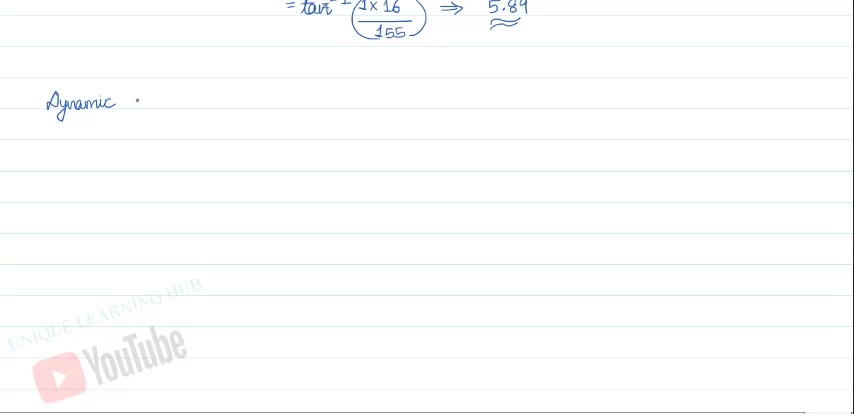 = tan⁻¹ (1×16/155) ⇒ 5.89
Dynamic
UNIQUE LEARNING HUB
YouTube